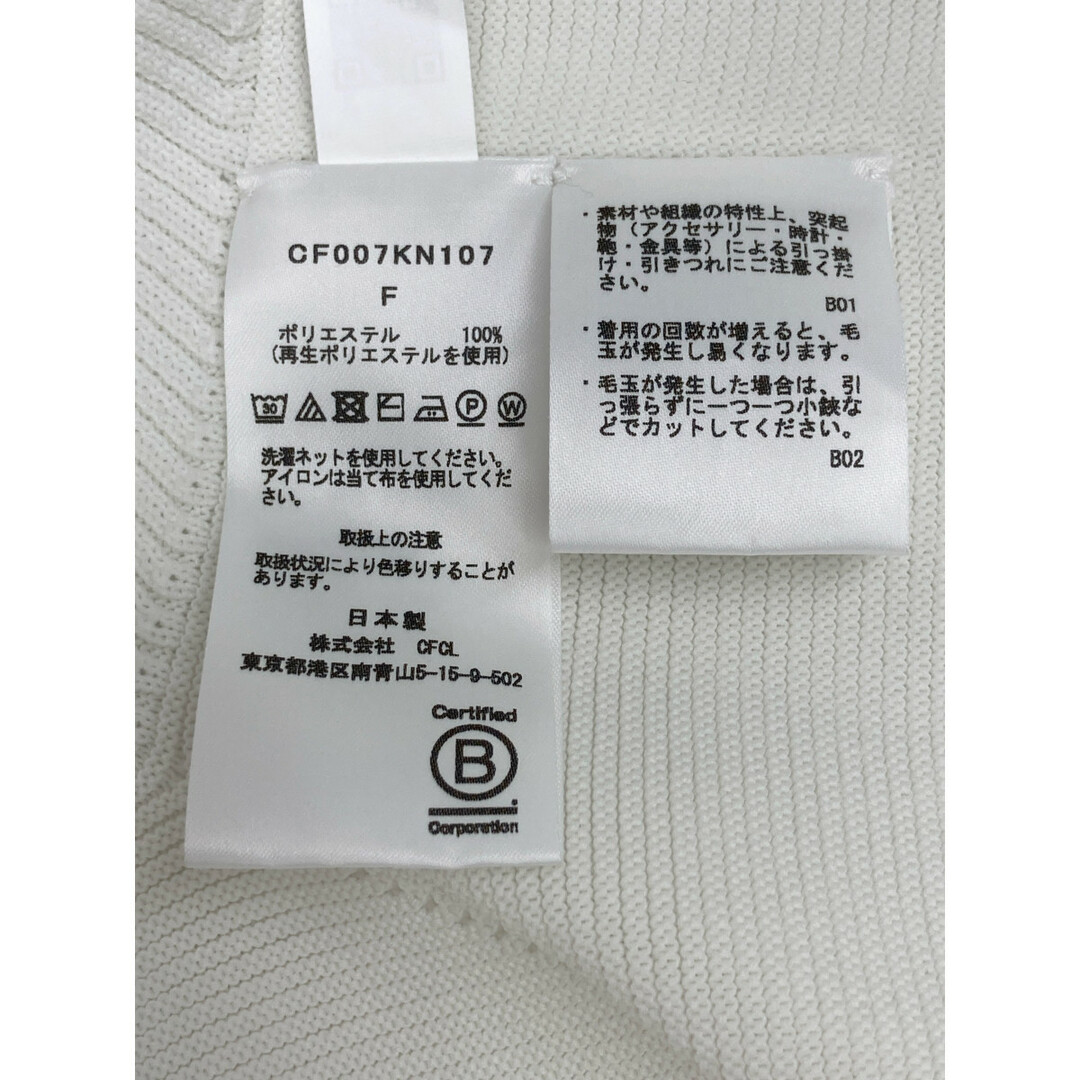 CF007KN107
F
ポリエステル 100%
(再生ポリエステルを使用)
30
P
W
洗濯ネットを使用してください。
アイロンは当て布を使用してくだ
さい。
取扱上の注意
取扱状況により色移りすることが
あります。
日本製
株式会社 CFCL
東京都港区南青山5-15-9-502
Certified
B
Corporation
・素材や組織の特性上、突起
物(アクセサリー・時計・
鞄・金具等)による引っ掛
け・引きつれにご注意くだ
さい。
B01
・着用の回数が増えると、毛
玉が発生し易くなります。
・毛玉が発生した場合は、引
っ張らずに一つ一つ小鋏な
どでカットしてください。
B02